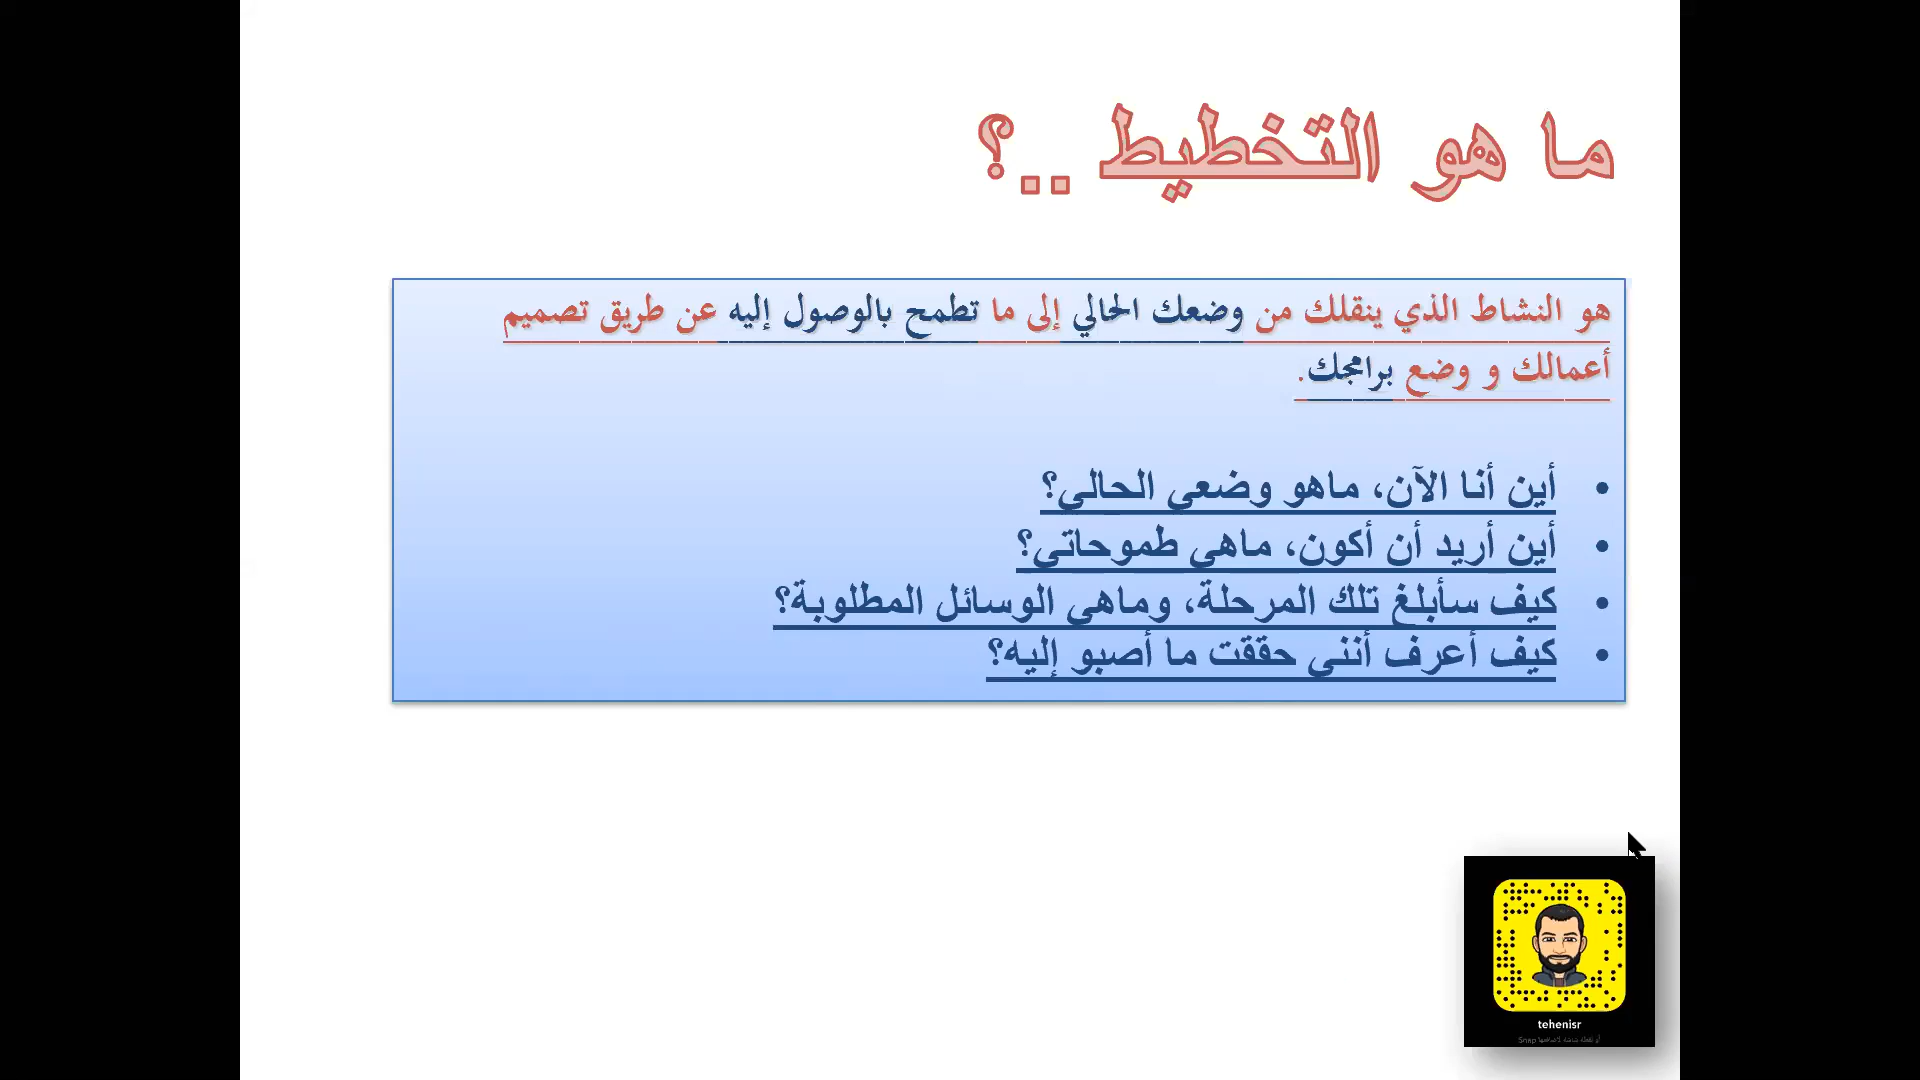 ما هو التخطيط ..؟
هو النشاط الذي ينقلك من وضعك الحالي إلى ما تطمح بالوصول إليه عن طريق تصميم
أعمالك و وضع برامجك.
• أين أنا الآن، ماهو وضعي الحالي؟
• أين أريد أن أكون، ماهي طموحاتي؟
• كيف سأبلغ تلك المرحلة، وماهي الوسائل المطلوبة؟
• كيف أعرف أنني حققت ما أصبو إليه؟
tehenisr